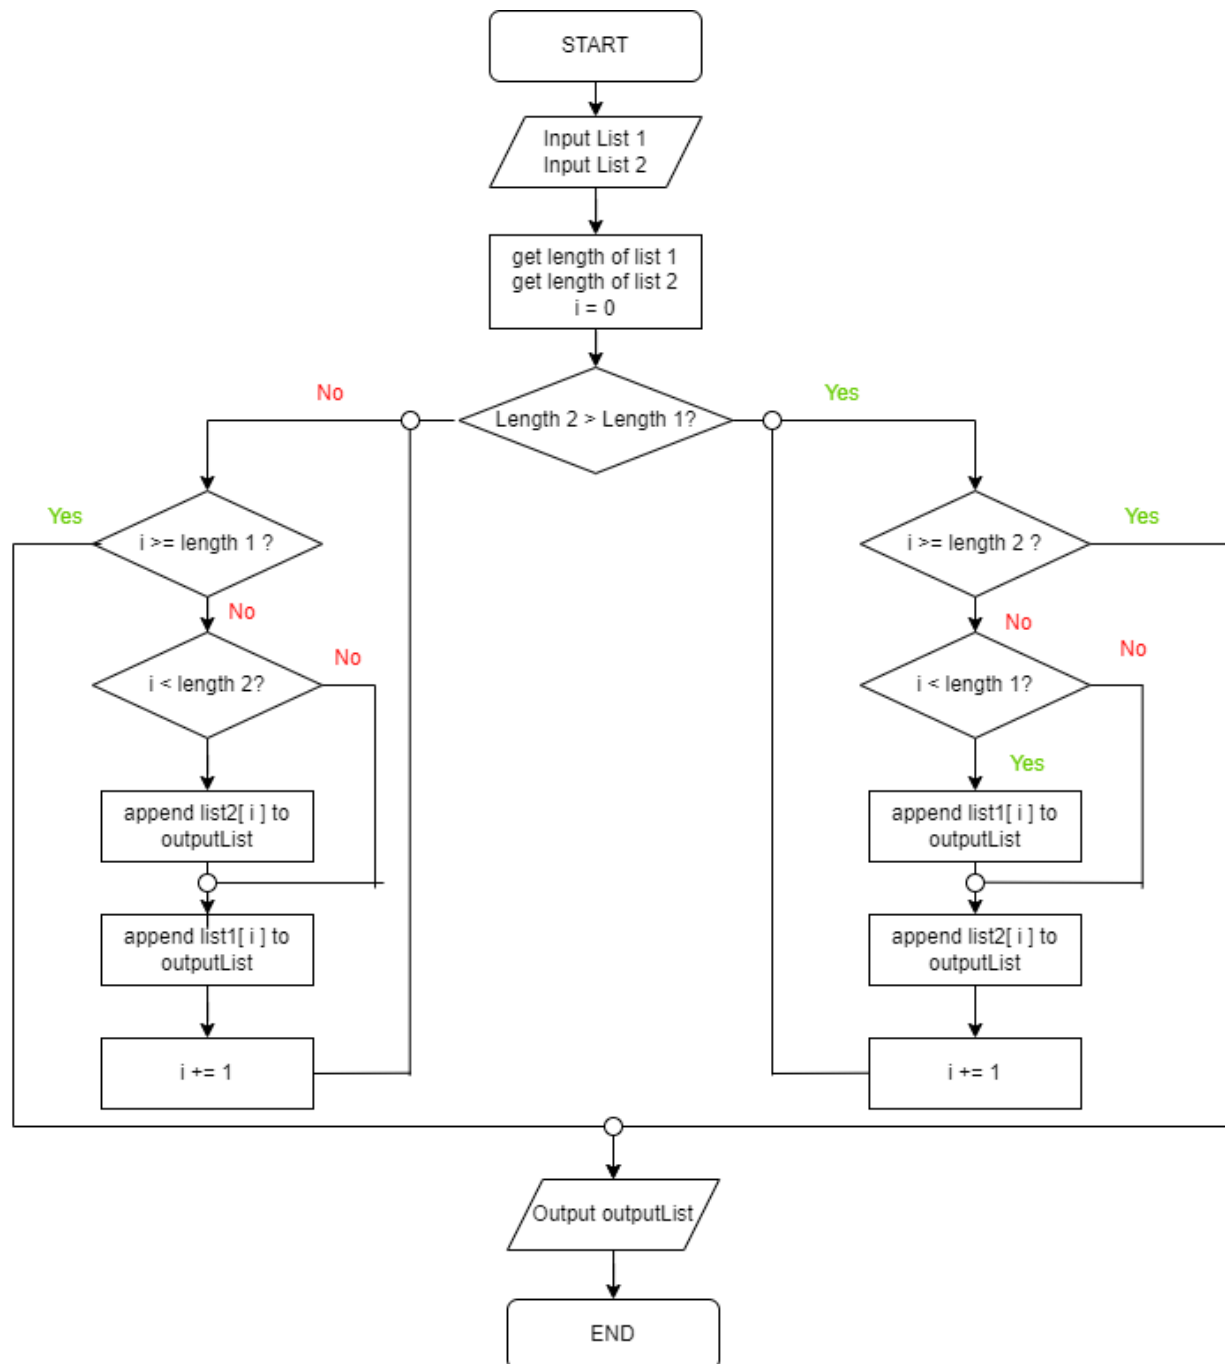 START
Input List 1
Input List 2
get length of list 1
get length of list 2
i = 0
No
Length 2 > Length 1?
Yes
Yes
i >= length 1 ?
i >= length 2 ?
Yes
No
No
i < length 2?
No
i < length 1?
No
Yes
append list2[ i ] to
outputList
append list1[ i ] to
outputList
append list1[ i ] to
outputList
append list2[ i ] to
outputList
i += 1
i += 1
Output outputList
END